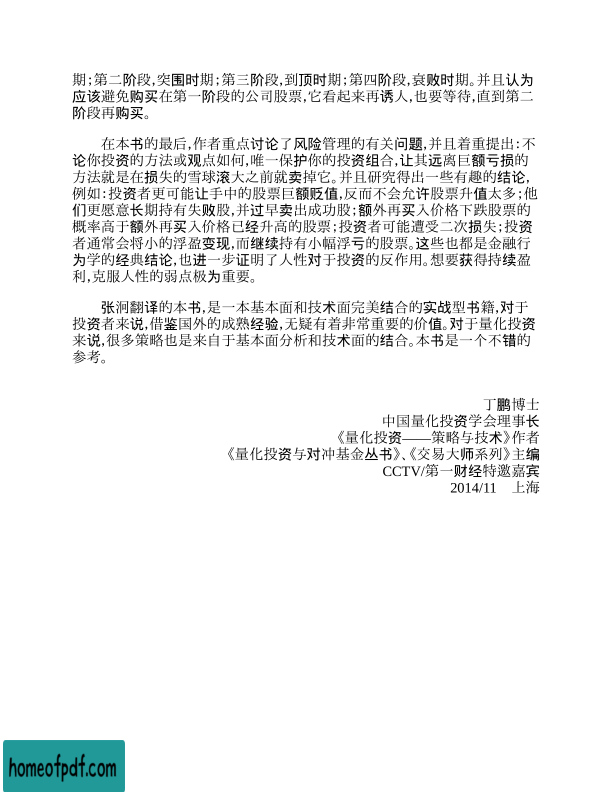 期；第二阶段，突围时期；第三阶段，到顶时期；第四阶段，衰败时期。并且认为
应该避免购买在第一阶段的公司股票，它看起来再诱人，也要等待，直到第二
阶段再购买。
在本书的最后，作者重点讨论了风险管理的有关问题，并且着重提出：不
论你投资的方法或观点如何，唯一保护你的投资组合，让其远离巨额亏损的
方法就是在损失的雪球滚大之前就卖掉它。并且研究得出一些有趣的结论，
例如：投资者更可能让手中的股票巨额贬值，反而不会允许股票升值太多；他
们更愿意长期持有失败股，并过早卖出成功股；额外再买入价格下跌股票的
概率高于额外再买入价格已经升高的股票；投资者可能遭受二次损失；投资
者通常会将小的浮盈变现，而继续持有小幅浮亏的股票。这些也都是金融行
为学的经典结论，也进一步证明了人性对于投资的反作用。想要获得持续盈
利，克服人性的弱点极为重要。
张泂翻译的本书，是一本基本面和技术面完美结合的实战型书籍，对于
投资者来说，借鉴国外的成熟经验，无疑有着非常重要的价值。对于量化投资
来说，很多策略也是来自于基本面分析和技术面的结合。本书是一个不错的
参考。
丁鹏博士
中国量化投资学会理事长
《量化投资——策略与技术》作者
《量化投资与对冲基金丛书》、《交易大师系列》主编
CCTV/第一财经特邀嘉宾
2014/11　上海
homeofpdf.com